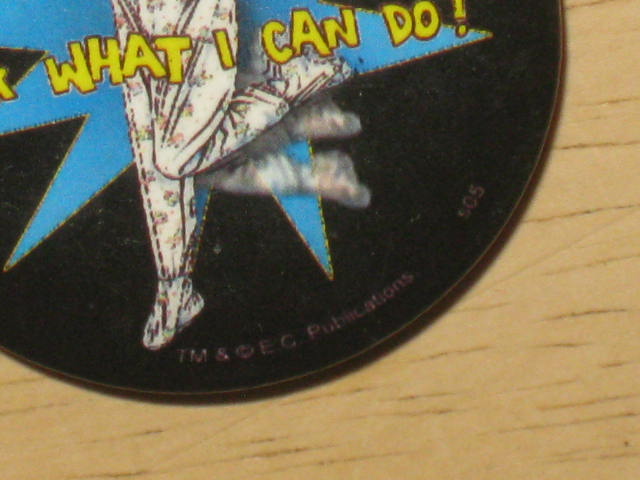 WHAT I CAN DO!
505
TM & © E.C. Publications